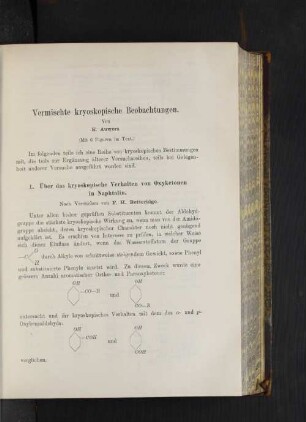 Vermischte kryoskopische Beobachtungen.
Von
K. Auwers.
(Mit 6 Figuren im Text.)
Im folgenden teile ich eine Reihe von kryoskopischen Bestimmungen
mit, die teils zur Ergänzung älterer Versuchsreihen, teils bei Gelegen-
heit anderer Versuche ausgeführt worden sind.
1. Über das kryoskopische Verhalten von Oxyketonen
in Naphtalin.
Nach Versuchen von F. H.
Unter allen bisher geprüften Substituenten kommt der Aldehyd-
gruppe die stärkste kryoskopische Wirkung zu, wenn man von der Amido-
gruppe absieht, deren kryoskopischer Charakter noch nicht genügend
aufgeklärt ist. Es erschien von Interesse zu prüfen, in welcher Weise
sich dieser Einfluss ändert, wenn das Wasserstoffatom der Gruppe
O
H
durch Alkyle von
Gewicht, sowie Phenyl
und substituierte Phenyle ersetzt wird. Zu diesem Zweck wurde eine
grössere Anzahl aromatischer Ortho- und Paraoxyketone:
OH OH
—CO—R und
CO—R
untersucht und ihr kryoskopisches Verhalten mit dem des o- und p-
Oxybenzaldehyds:
OH OH
—COH und
COH
verglichen.